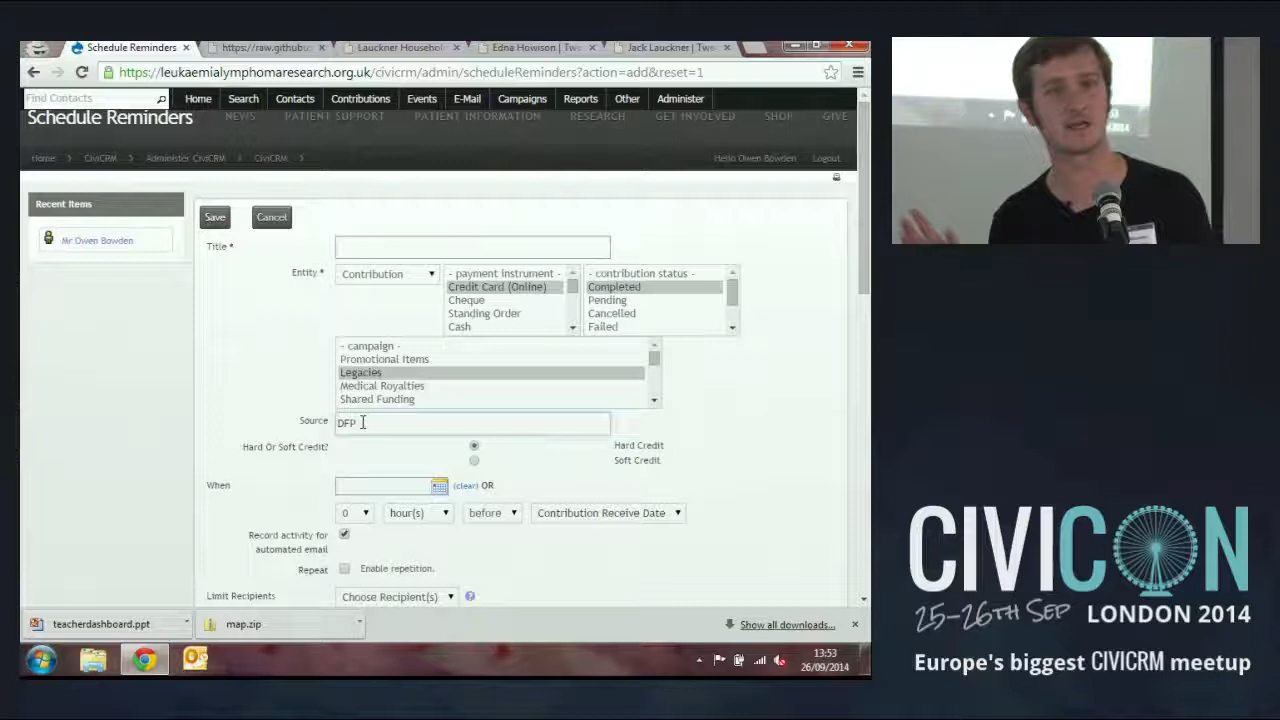 Schedule Reminders
https://raw.githubus
Lauckner Househol
Edna Howison | Twe
Jack Lauckner | Twe
https://leukaemialymphomaresearch.org.uk/civicrm/admin/scheduleReminders?action=add&reset=1
Find Contacts
Home Search Contacts Contributions Events E-Mail Campaigns Reports Other Administer
Schedule Reminders
NEWS PATIENT SUPPORT PATIENT INFORMATION RESEARCH GET INVOLVED SHOP GIVE
Home CiviCRM Administer CiviCRM CiviCRM Hello Owen Bowden Logout
Recent Items
Mr Owen Bowden
Save Cancel
Title *
Entity * Contribution
- payment instrument -
Credit Card (Online)
Cheque
Standing Order
Cash
- contribution status -
Completed
Pending
Cancelled
Failed
- campaign -
Promotional Items
Legacies
Medical Royalties
Shared Funding
Source DFP
Hard Or Soft Credit? Hard Credit
Soft Credit
When (clear) OR
0 hour(s) before Contribution Receive Date
Record activity for
automated email
Repeat Enable repetition.
Limit Recipients Choose Recipient(s)
teacherdashboard.ppt map.zip Show all downloads...
13:53
26/09/2014
CIVICON
25-26TH SEP LONDON 2014
Europe's biggest CIVICRM meetup